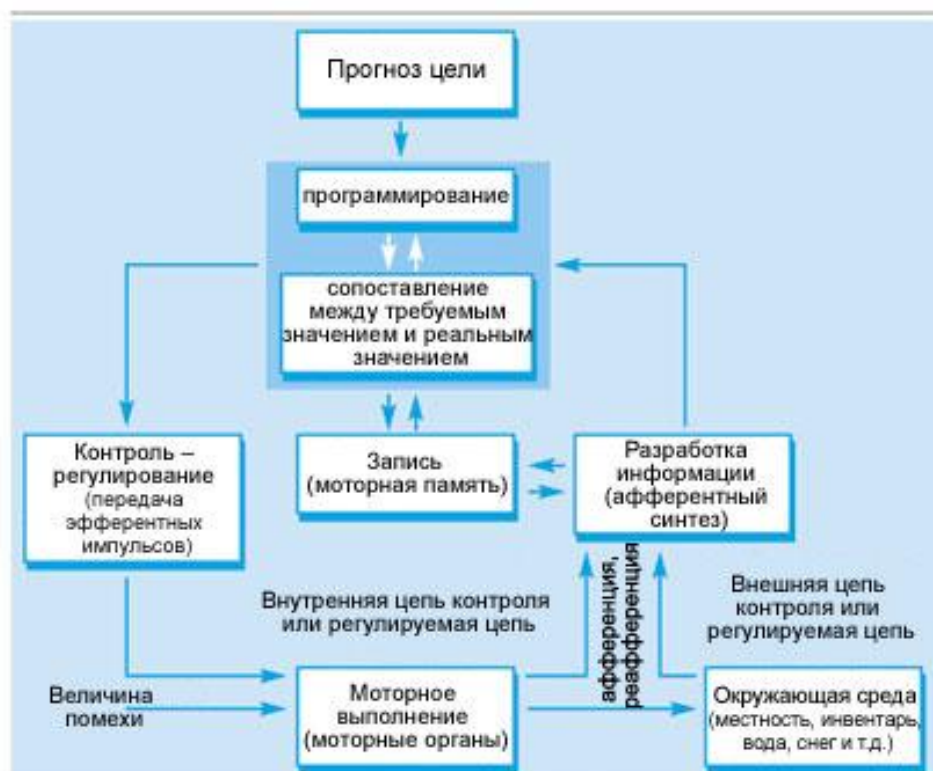 Прогноз цели
программирование
сопоставление
между требуемым
значением и реальным
значением
Контроль –
регулирование
(передача
эфферентных
импульсов)
Запись
(моторная память)
Разработка
информации
(афферентный
синтез)
Внутренняя цепь контроля
или регулируемая цепь
афференция,
реафференция
Внешняя цепь
контроля или
регулируемая цепь
Величина
помехи
Моторное
выполнение
(моторные органы)
Окружающая среда
(местность, инвентарь,
вода, снег и т.д.)